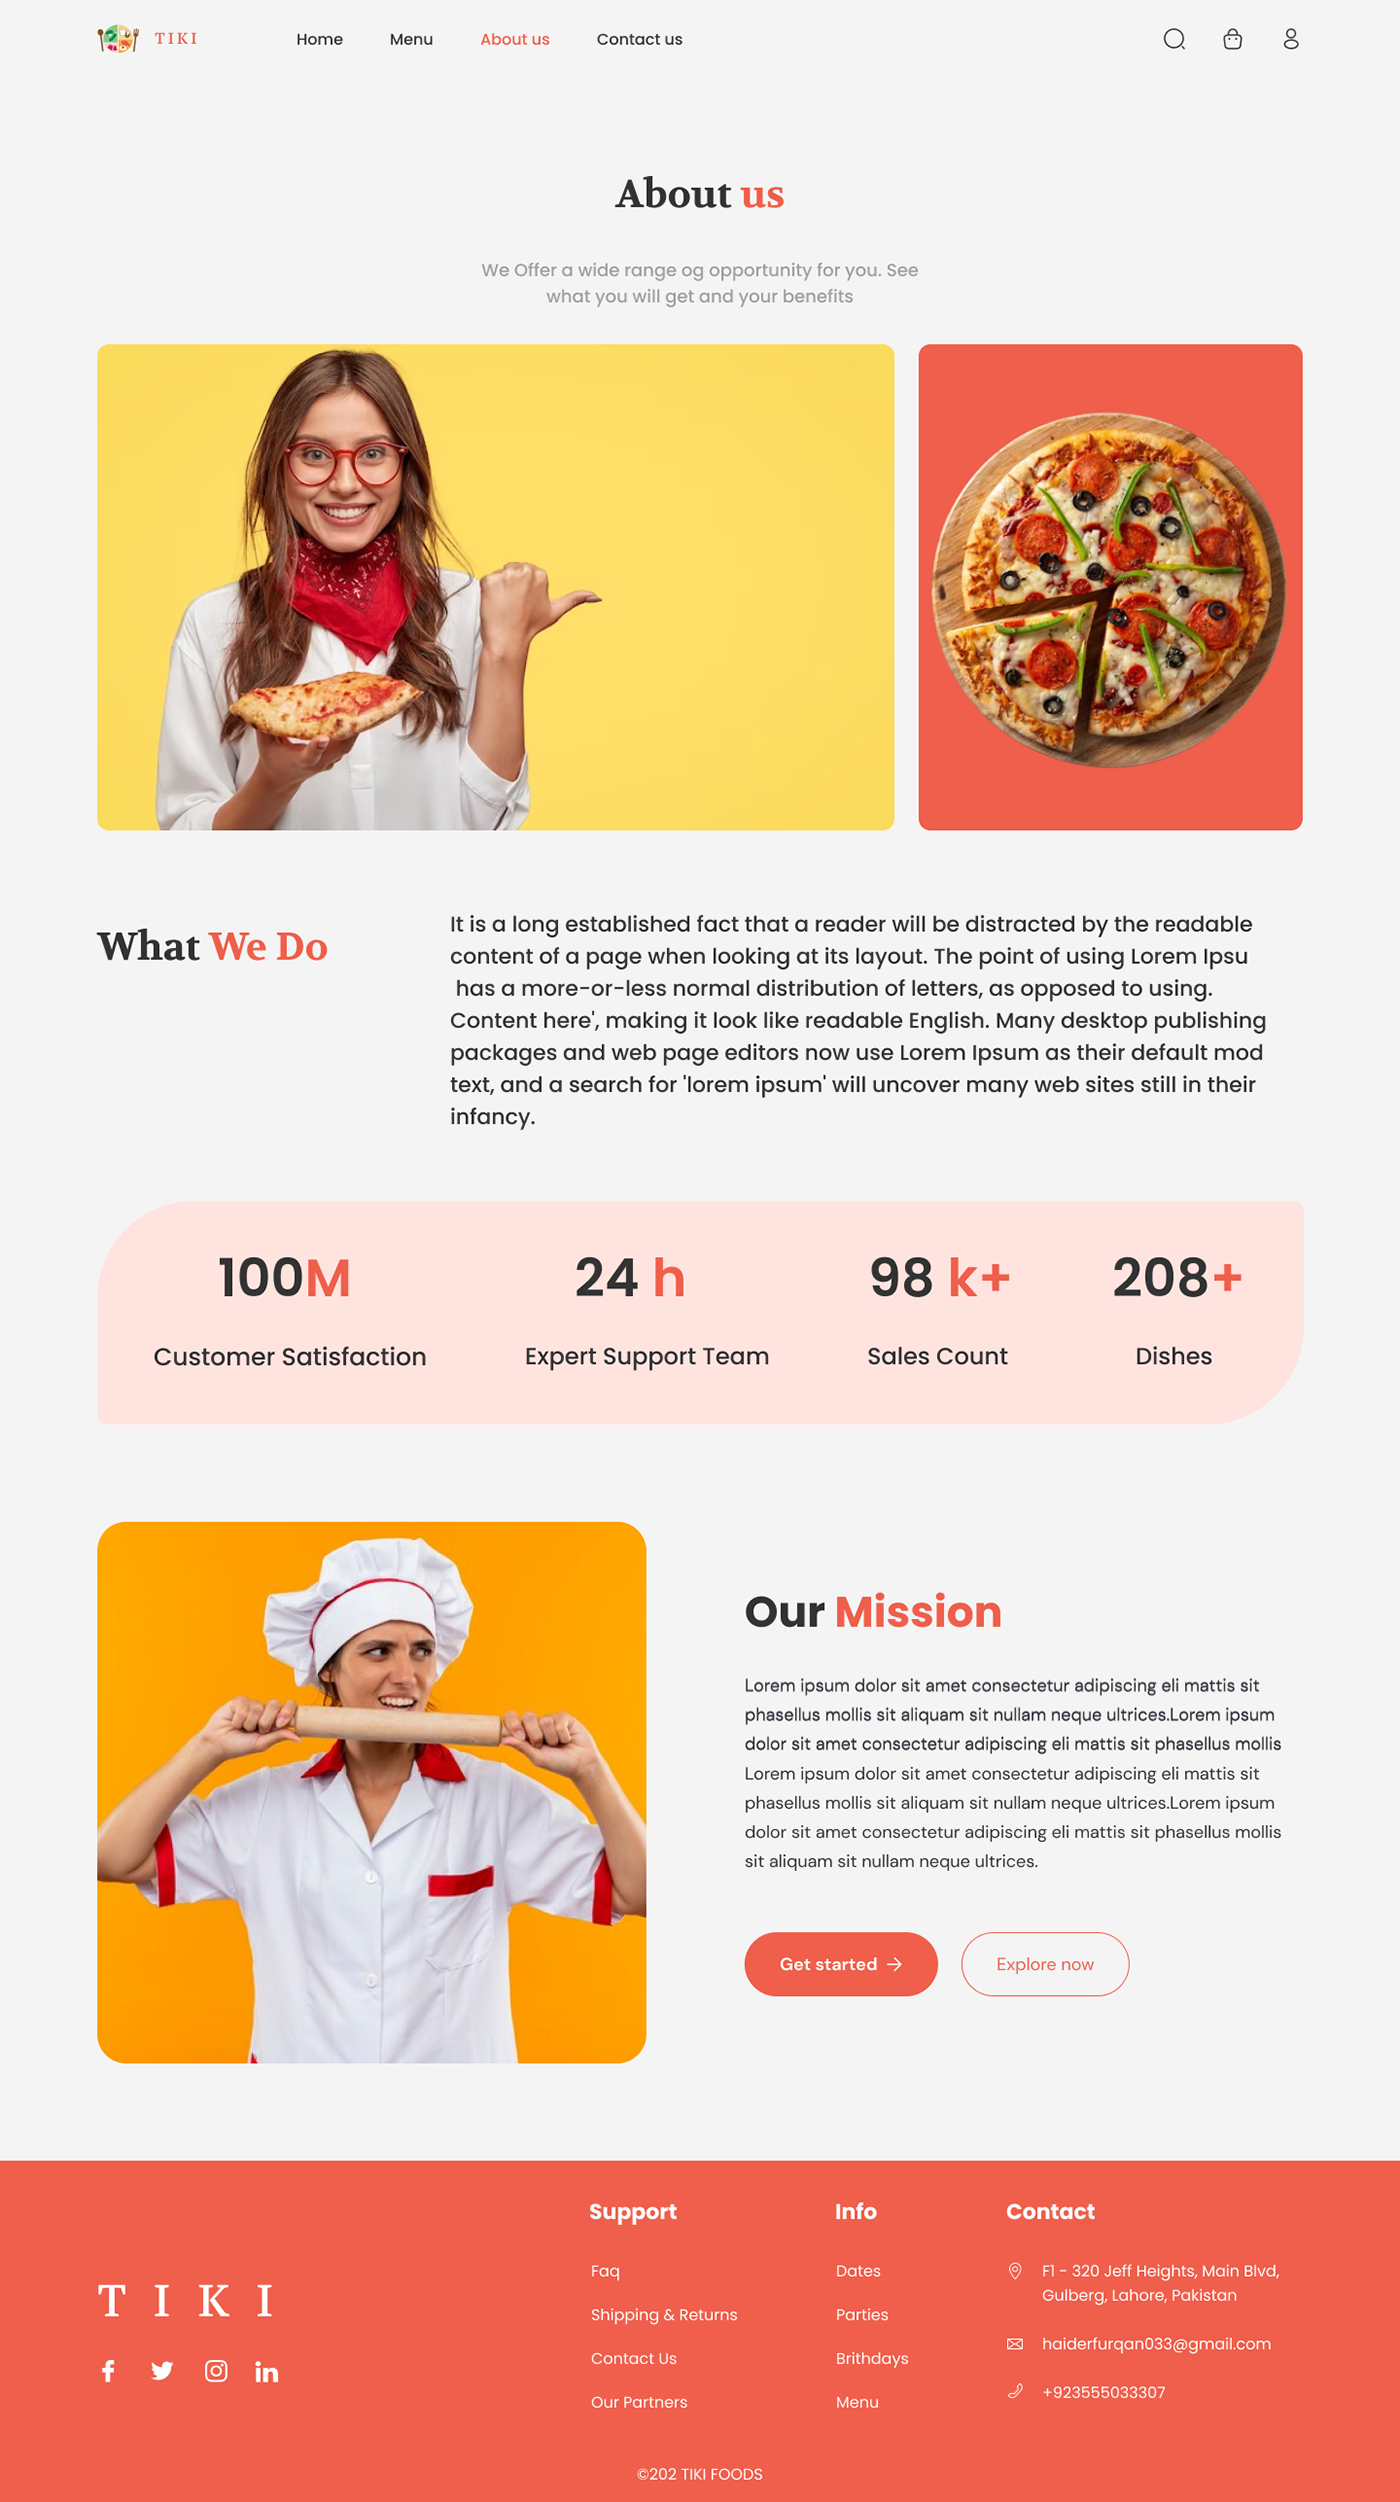 TIKI
Home
Menu
About us
Contact us
About us
We Offer a wide range og opportunity for you. See
what you will get and your benefits
What We Do
It is a long established fact that a reader will be distracted by the readable
content of a page when looking at its layout. The point of using Lorem Ipsu
has a more-or-less normal distribution of letters, as opposed to using.
Content here', making it look like readable English. Many desktop publishing
packages and web page editors now use Lorem Ipsum as their default mod
text, and a search for 'lorem ipsum' will uncover many web sites still in their
infancy.
100M
Customer Satisfaction
24 h
Expert Support Team
98 k+
Sales Count
208+
Dishes
Our Mission
Lorem ipsum dolor sit amet consectetur adipiscing eli mattis sit
phasellus mollis sit aliquam sit nullam neque ultrices.Lorem ipsum
dolor sit amet consectetur adipiscing eli mattis sit phasellus mollis
Lorem ipsum dolor sit amet consectetur adipiscing eli mattis sit
phasellus mollis sit aliquam sit nullam neque ultrices.Lorem ipsum
dolor sit amet consectetur adipiscing eli mattis sit phasellus mollis
sit aliquam sit nullam neque ultrices.
Get started →
Explore now
TIKI
Support
Faq
Shipping & Returns
Contact Us
Our Partners
Info
Dates
Parties
Brithdays
Menu
Contact
F1 - 320 Jeff Heights, Main Blvd,
Gulberg, Lahore, Pakistan
haiderfurqan033@gmail.com
+923555033307
©202 TIKI FOODS